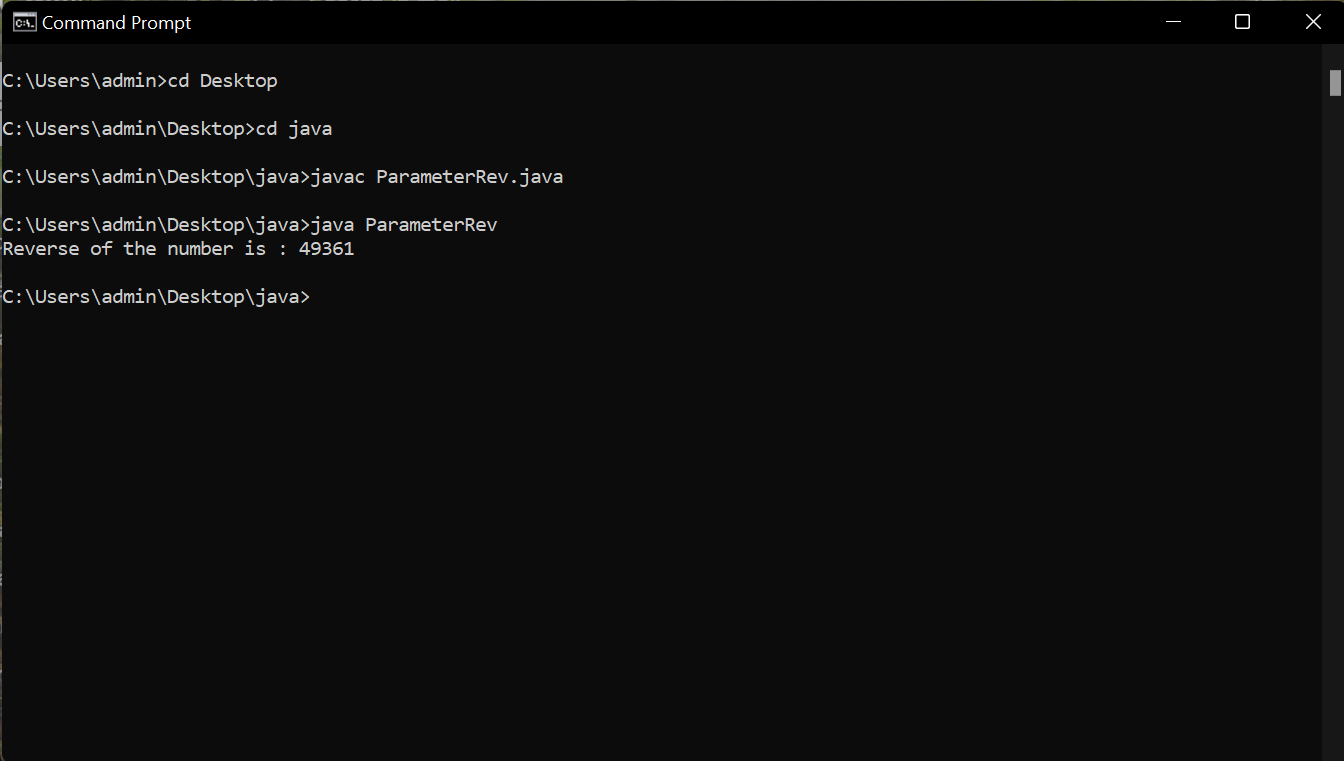 Command Prompt
C:\Users\admin>cd Desktop
C:\Users\admin\Desktop>cd java
C:\Users\admin\Desktop\java>javac ParameterRev.java
C:\Users\admin\Desktop\java>java ParameterRev
Reverse of the number is : 49361
C:\Users\admin\Desktop\java>